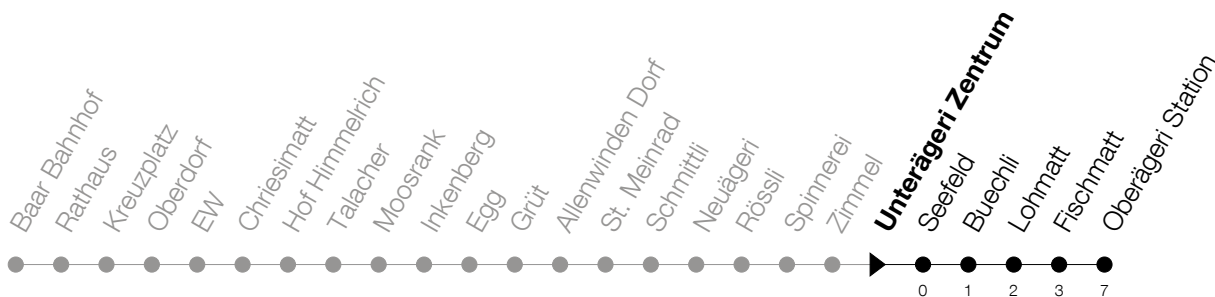 Baar Bahnhof
Rathaus
Kreuzplatz
Oberdorf
EW
Chriesimatt
Hof Himmelrich
Talacher
Moosrank
Inkenberg
Egg
Grüt
Allenwinden Dorf
St. Meinrad
Schmittli
Neuägeri
Rössli
Spinnerei
Zimmel
Unterägeri Zentrum
Seefeld
Buechli
Lohmatt
Fischmatt
Oberägeri Station
0 1 2 3 7